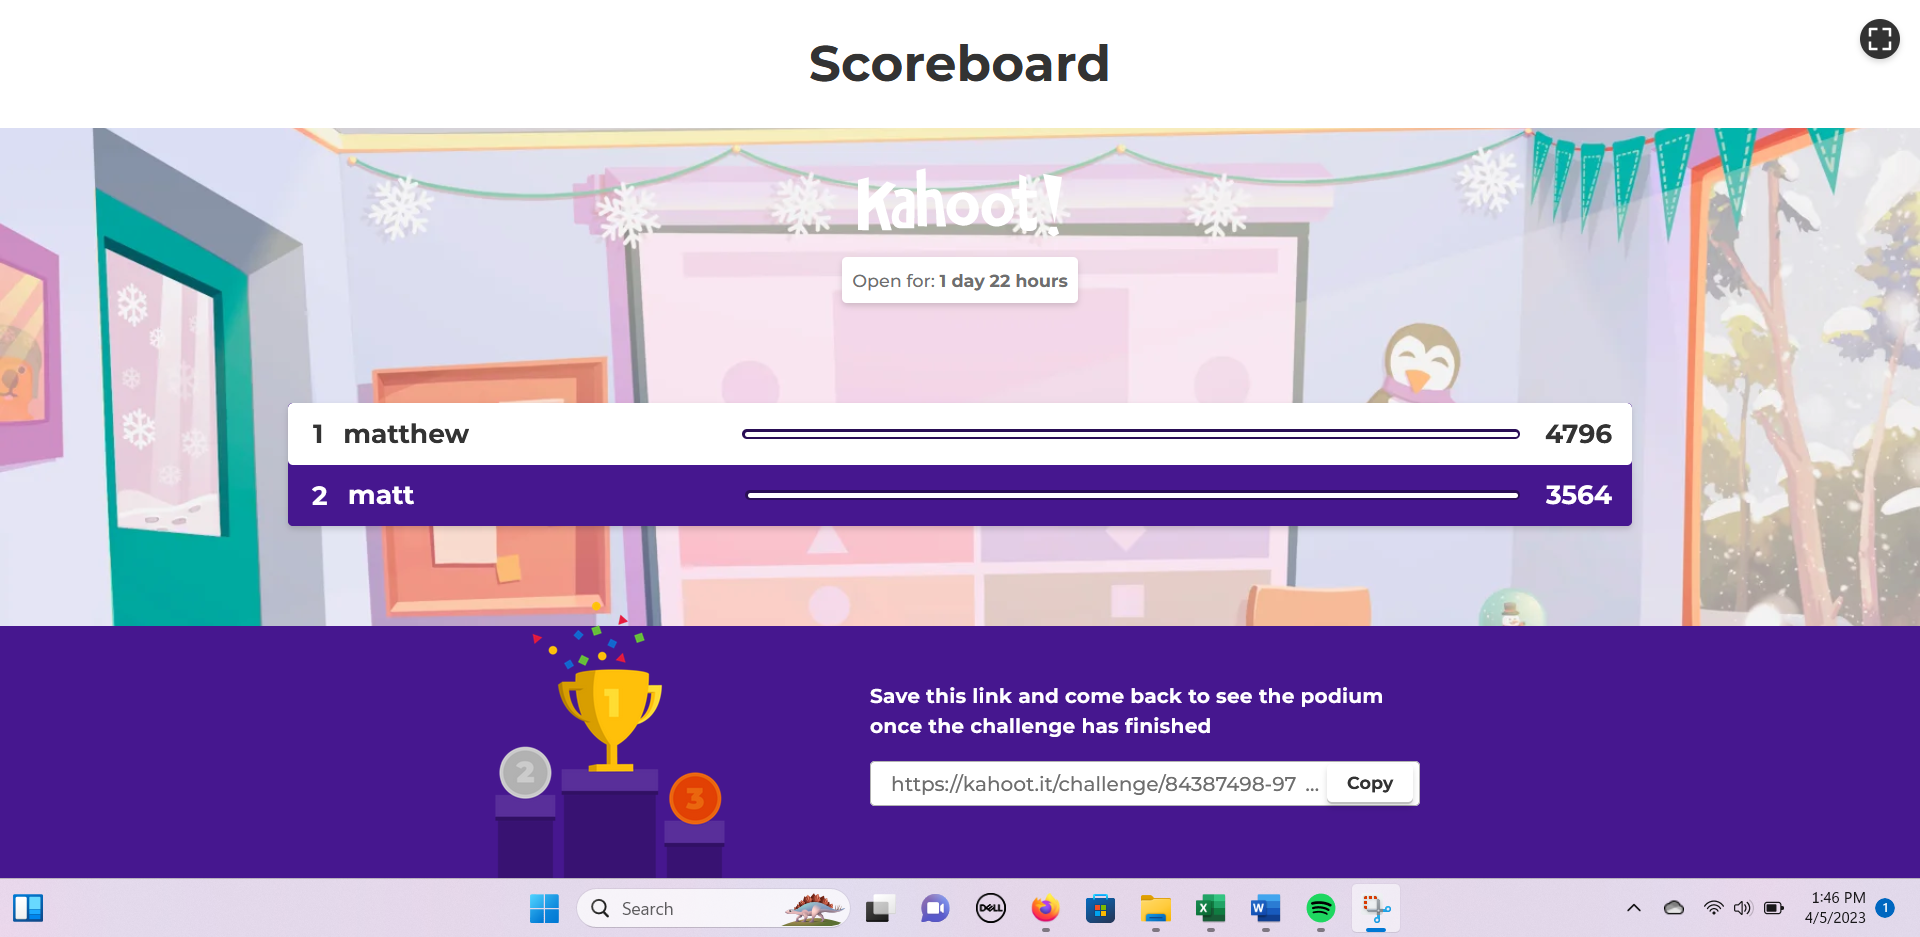 Scoreboard
Kahoot!
Open for: 1 day 22 hours
1 matthew 4796
2 matt 3564
1
2
3
Save this link and come back to see the podium
once the challenge has finished
https://kahoot.it/challenge/84387498-97 ... Copy
Search
DELL
X
W
1:46 PM
4/5/2023
1